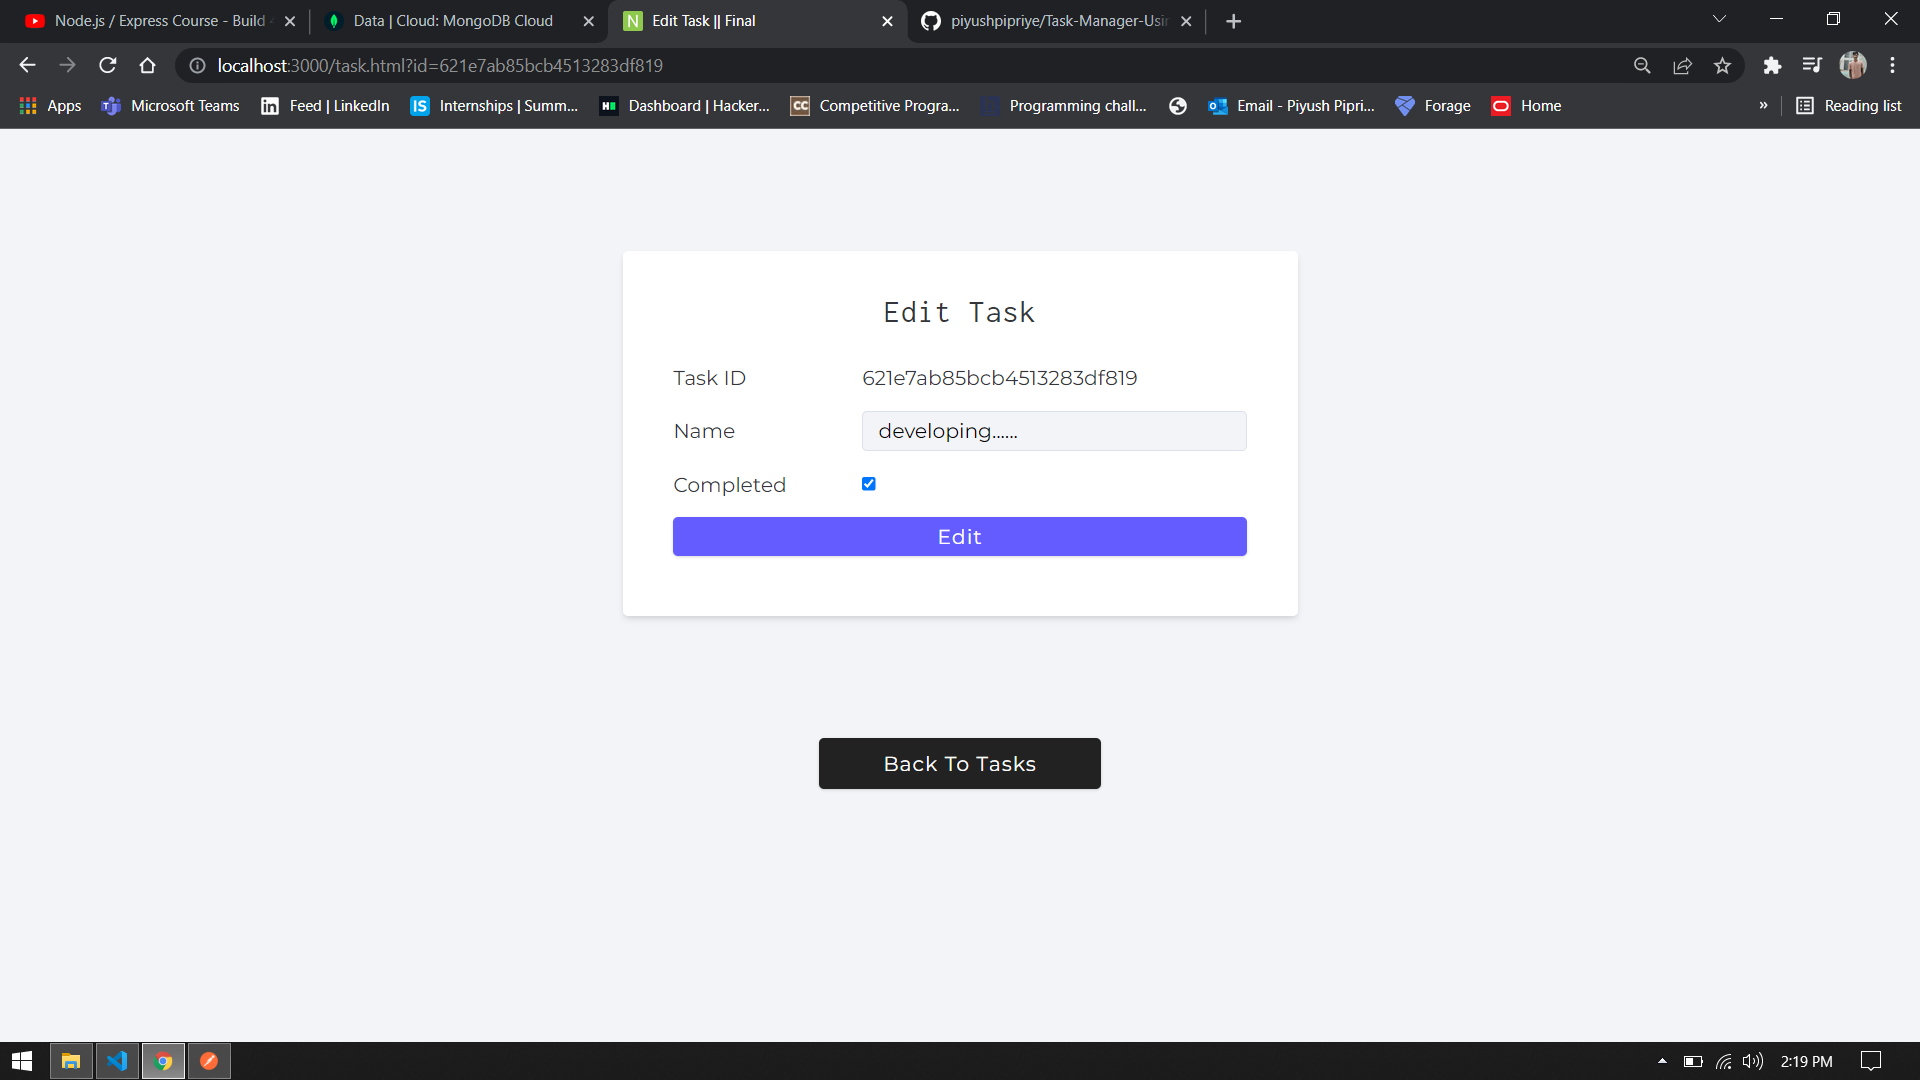 Node.js / Express Course - Build
Data | Cloud: MongoDB Cloud
Edit Task || Final
piyushpipriye/Task-Manager-Usin
localhost:3000/task.html?id=621e7ab85bcb4513283df819
Apps
Microsoft Teams
Feed | LinkedIn
Internships | Summ...
Dashboard | Hacker...
Competitive Progra...
Programming chall...
Email - Piyush Pipri...
Forage
Home
»
Reading list
Edit Task
Task ID 621e7ab85bcb4513283df819
Name developing......
Completed
Edit
Back To Tasks
2:19 PM